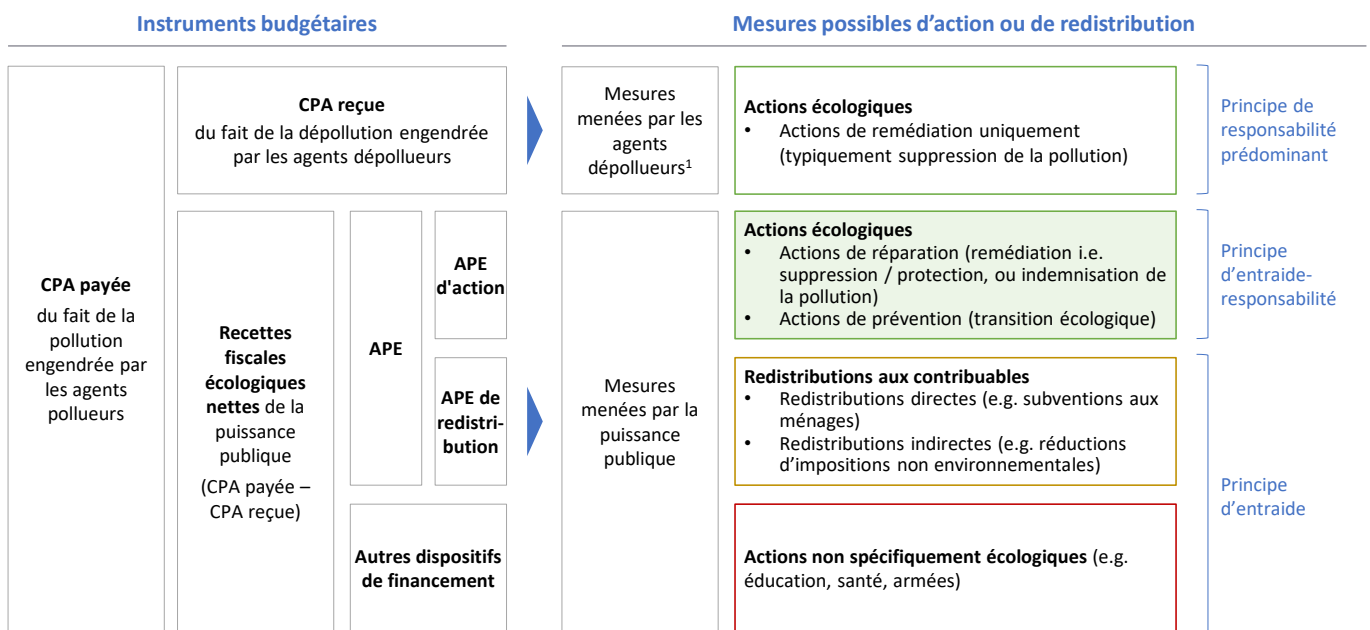 Instruments budgétaires
Mesures possibles d'action ou de redistribution
CPA payée
du fait de la
pollution
engendrée par
les agents
pollueurs
CPA reçue
du fait de la dépollution engendrée
par les agents dépollueurs
Recettes
fiscales
écologiques
nettes de la
puissance
publique
(CPA payée –
CPA reçue)
APE
APE
d'action
APE de
redistri-
bution
Autres dispositifs
de financement
Mesures
menées par les
agents
dépollueurs¹
Mesures
menées par la
puissance
publique
Actions écologiques
• Actions de remédiation uniquement
(typiquement suppression de la pollution)
Actions écologiques
• Actions de réparation (remédiation i.e.
suppression / protection, ou indemnisation de
la pollution)
• Actions de prévention (transition écologique)
Redistributions aux contribuables
• Redistributions directes (e.g. subventions aux
ménages)
• Redistributions indirectes (e.g. réductions
d'impositions non environnementales)
Actions non spécifiquement écologiques (e.g.
éducation, santé, armées)
Principe de
responsabilité
prédominant
Principe
d'entraide-
responsabilité
Principe
d'entraide